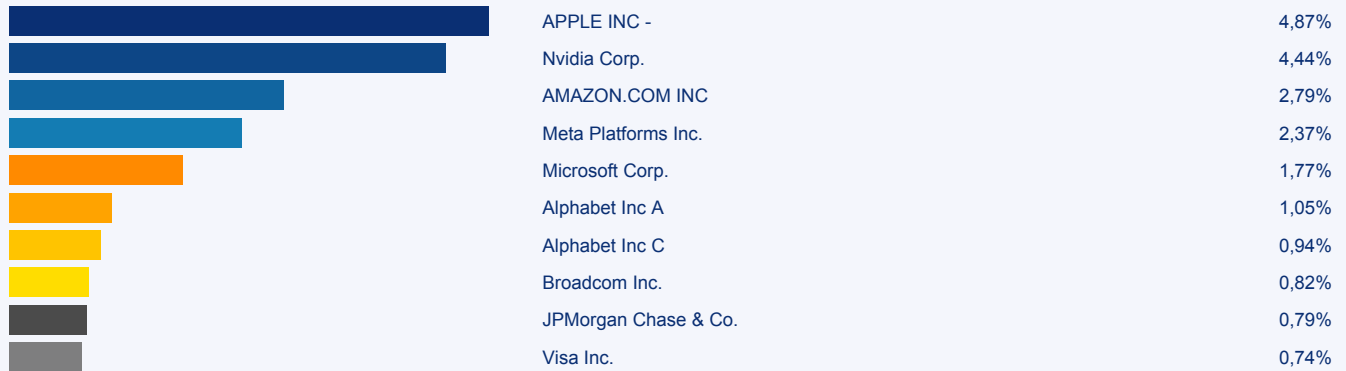 APPLE INC - 4,87%
Nvidia Corp. 4,44%
AMAZON.COM INC 2,79%
Meta Platforms Inc. 2,37%
Microsoft Corp. 1,77%
Alphabet Inc A 1,05%
Alphabet Inc C 0,94%
Broadcom Inc. 0,82%
JPMorgan Chase & Co. 0,79%
Visa Inc. 0,74%